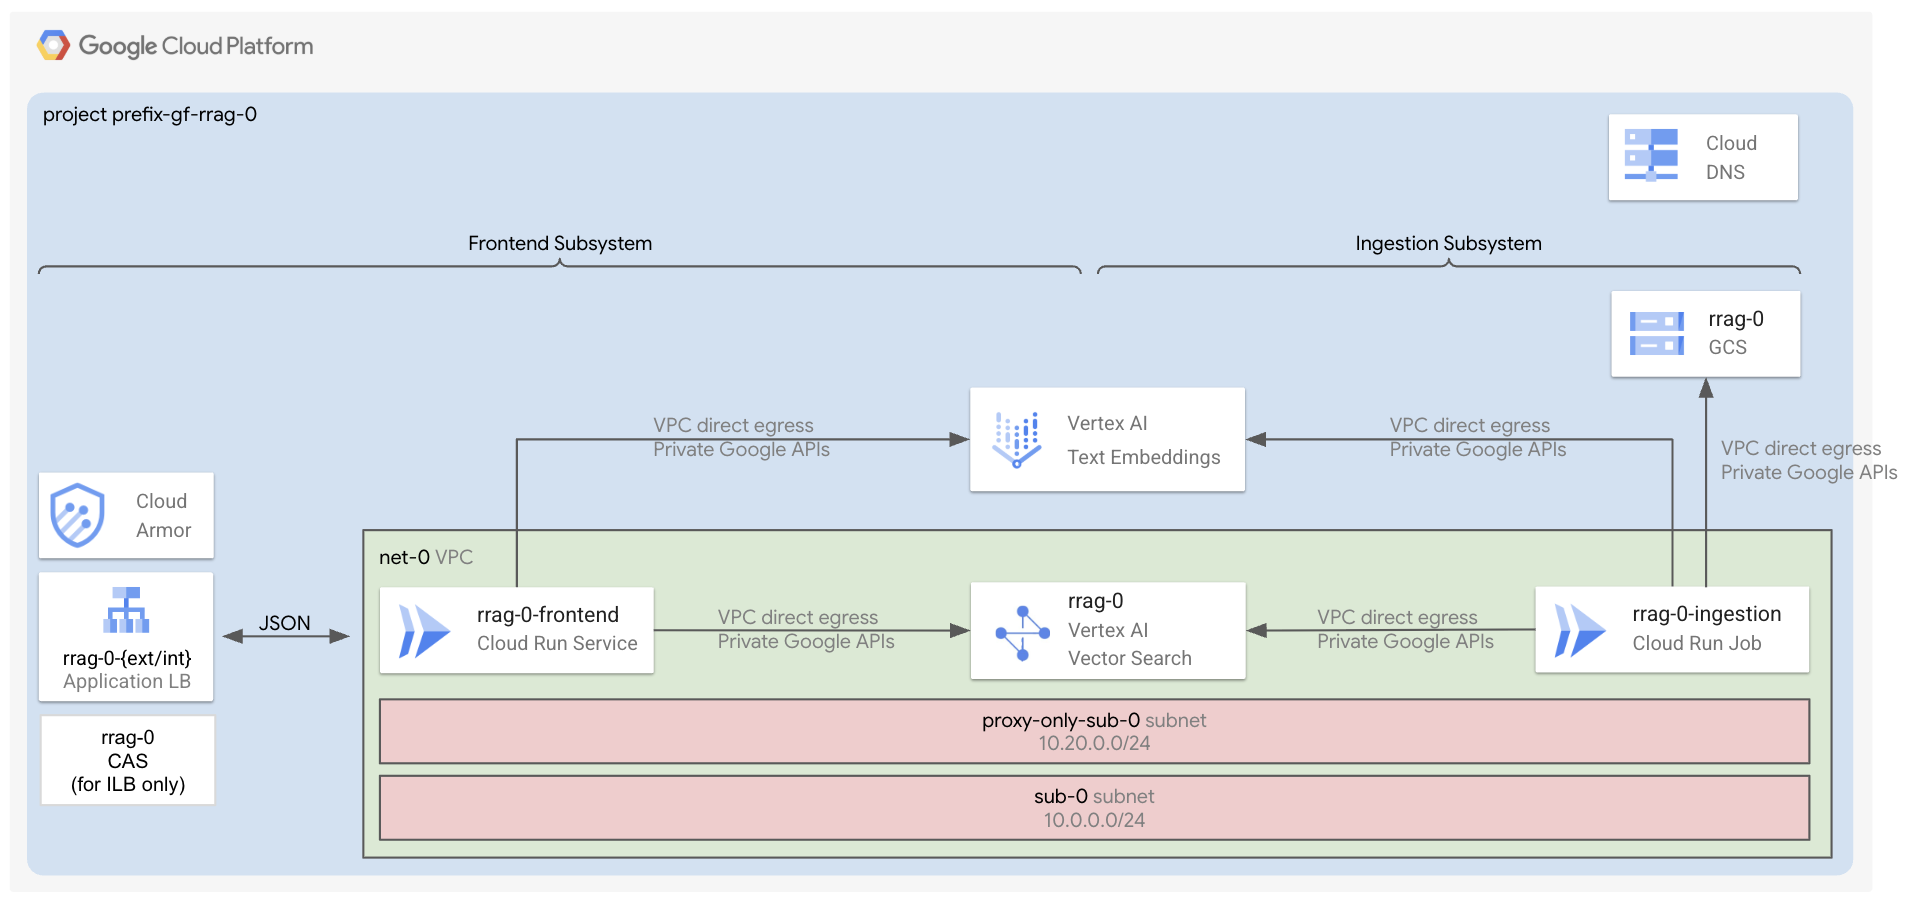 Google Cloud Platform
project prefix-gf-rrag-0
Cloud
DNS
Frontend Subsystem
Ingestion Subsystem
rrag-0
GCS
VPC direct egress
Private Google APIs
Vertex AI
Text Embeddings
VPC direct egress
Private Google APIs
VPC direct egress
Private Google APIs
Cloud
Armor
net-0 VPC
rrag-0-{ext/int}
Application LB
JSON
rrag-0-frontend
Cloud Run Service
VPC direct egress
Private Google APIs
rrag-0
Vertex AI
Vector Search
VPC direct egress
Private Google APIs
rrag-0-ingestion
Cloud Run Job
rrag-0
CAS
(for ILB only)
proxy-only-sub-0 subnet
10.20.0.0/24
sub-0 subnet
10.0.0.0/24